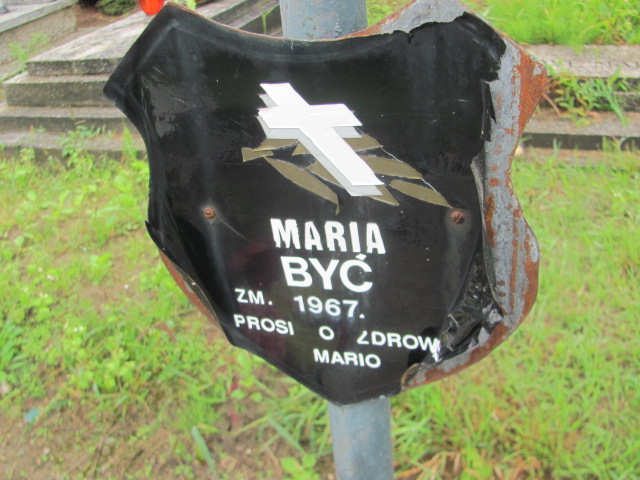 MARIA
BYĆ
ZM. 1967.
PROSI O ZDROW
MARIO